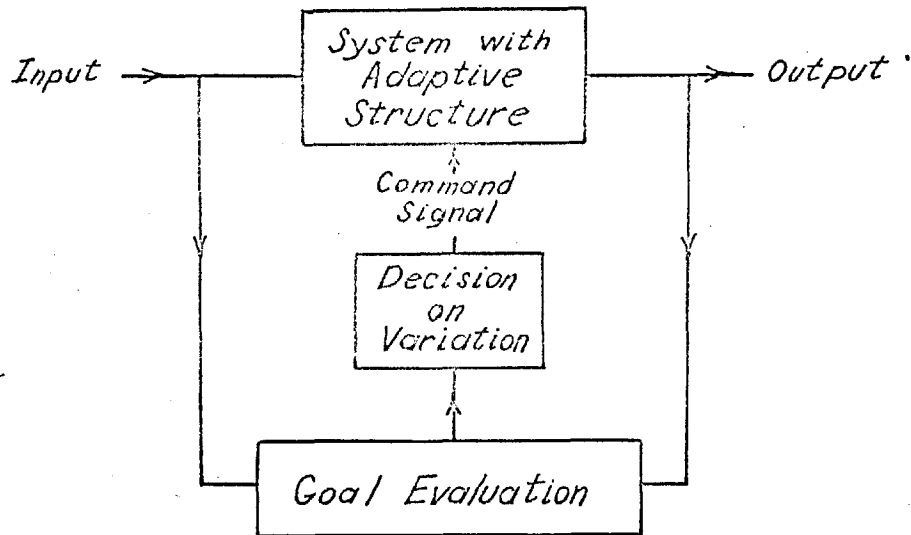 System with
Adaptive
Structure
Input
Output
Command
Signal
Decision
on
Variation
Goal Evaluation